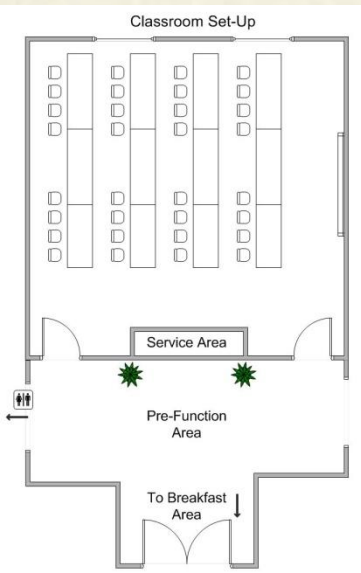 Classroom Set-Up
Service Area
Pre-Function
Area
To Breakfast
Area